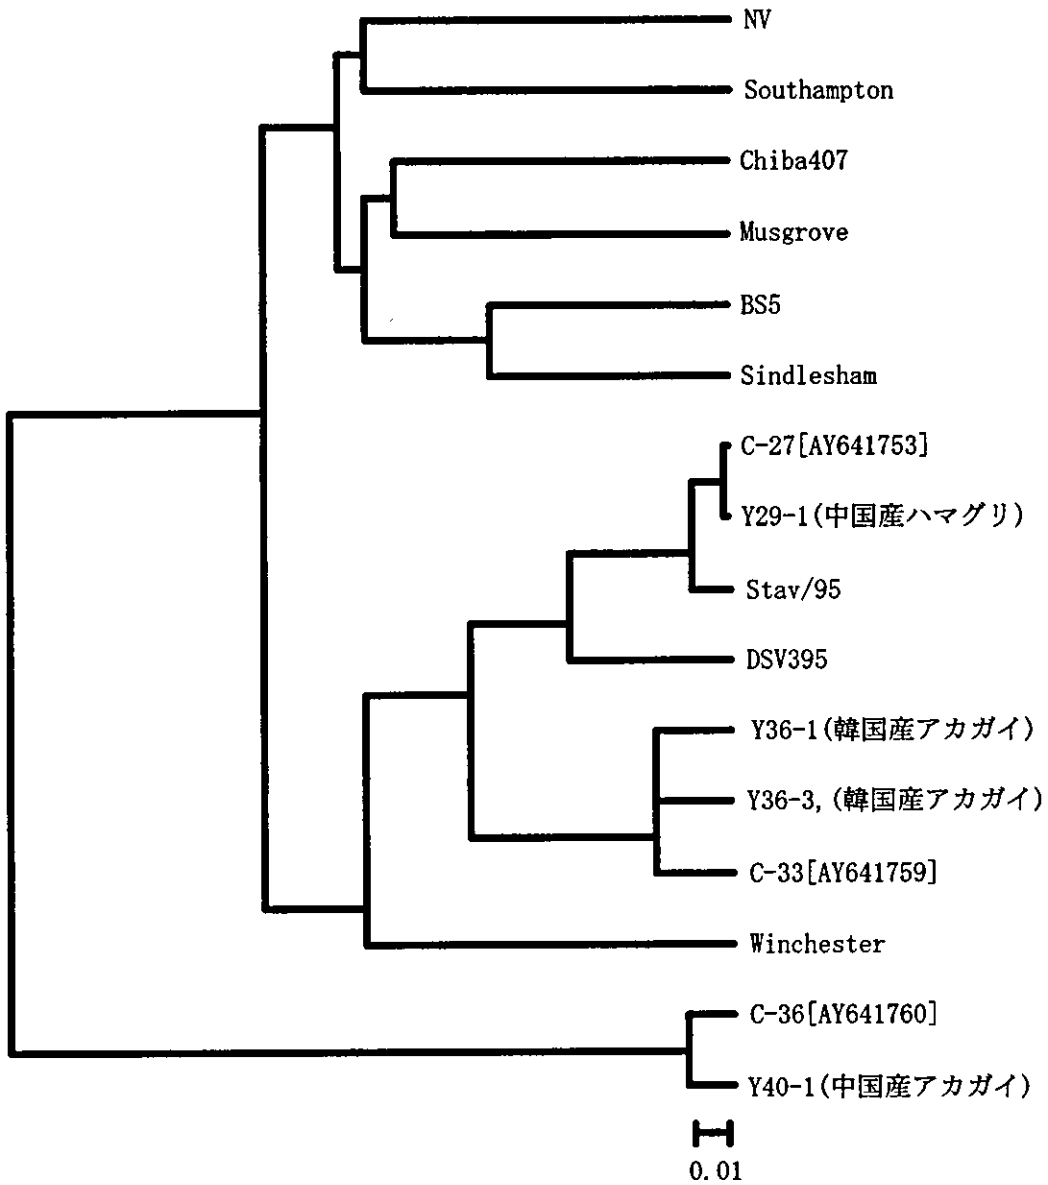 NV
Southampton
Chiba407
Musgrove
BS5
Sindlesham
C-27[AY641753]
Y29-1(中国産ハマグリ)
Stav/95
DSV395
Y36-1(韓国産アカガイ)
Y36-3,(韓国産アカガイ)
C-33[AY641759]
Winchester
C-36[AY641760]
Y40-1(中国産アカガイ)
0.01